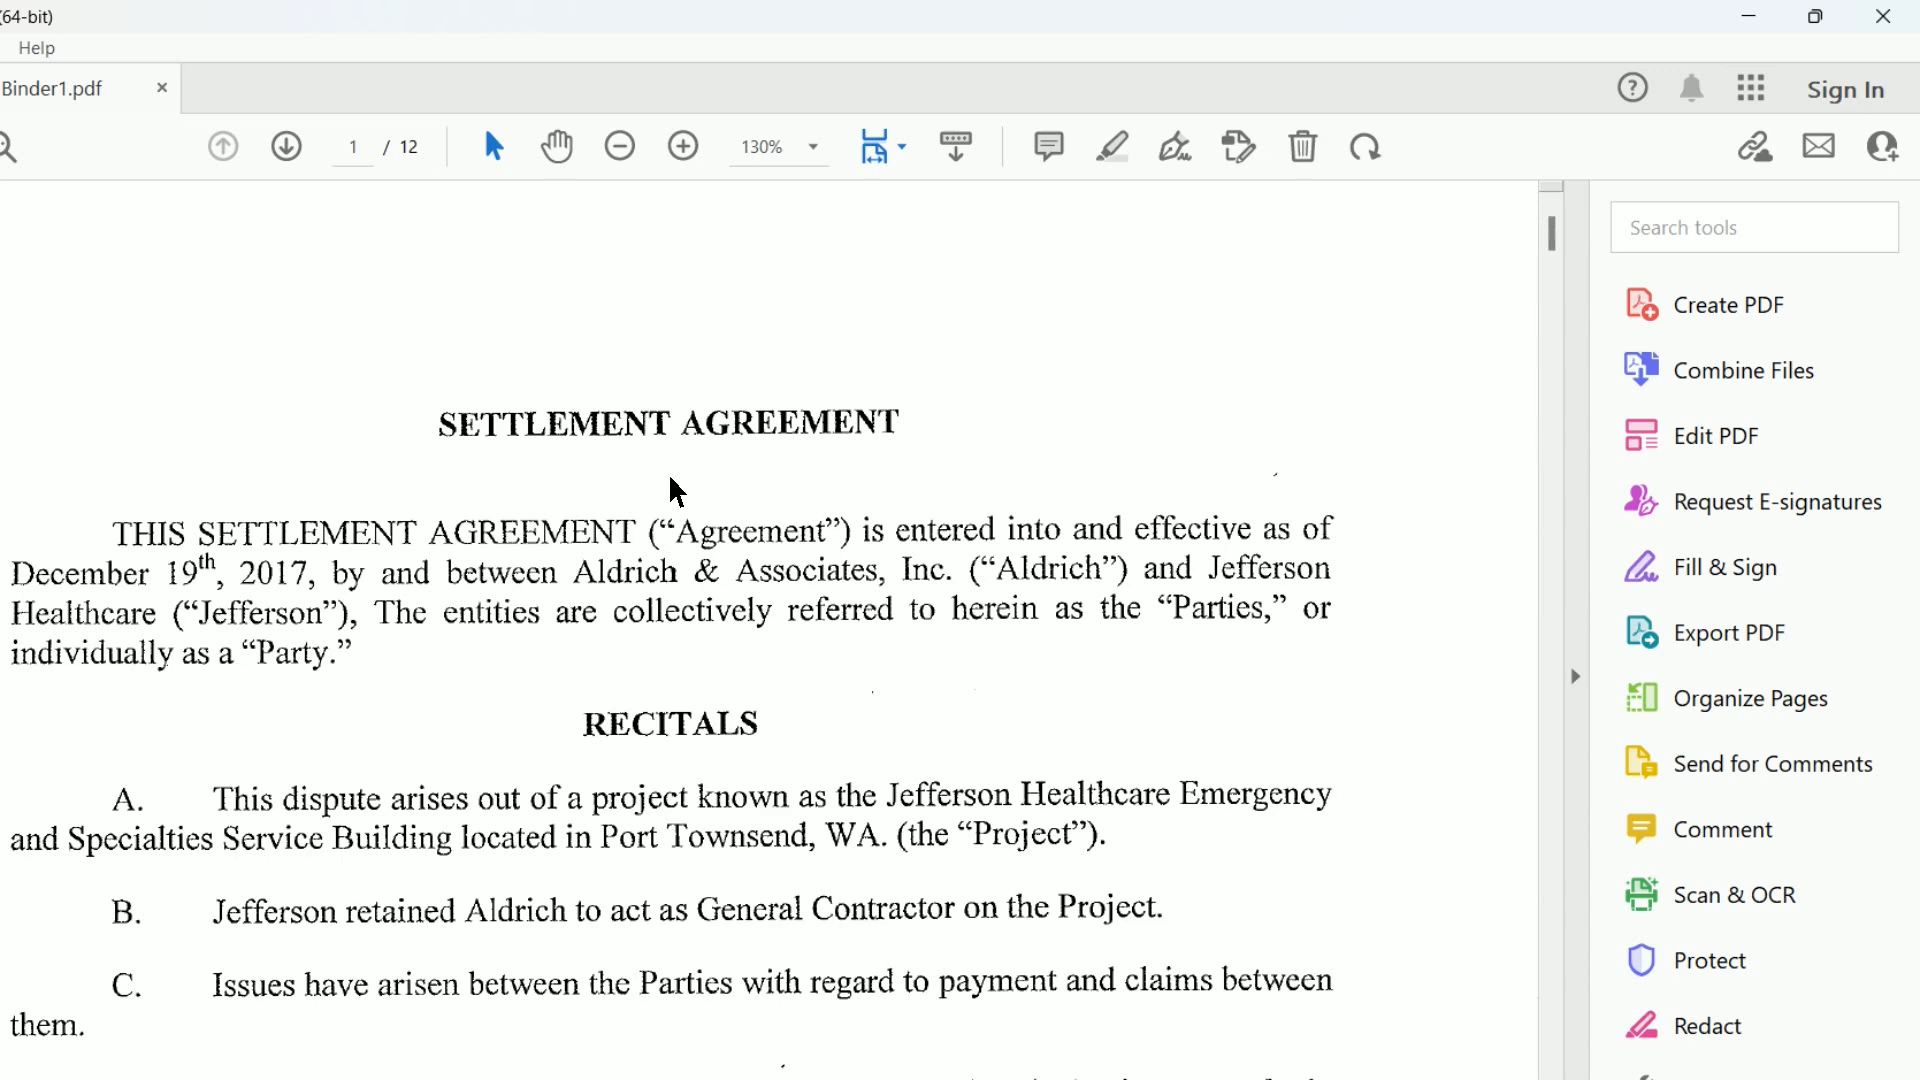 (64-bit)
Help
Binder1.pdf
Sign In
1 / 12
130%
Search tools
Create PDF
Combine Files
Edit PDF
Request E-signatures
Fill & Sign
Export PDF
Organize Pages
Send for Comments
Comment
Scan & OCR
Protect
Redact
SETTLEMENT AGREEMENT
THIS SETTLEMENT AGREEMENT (“Agreement”) is entered into and effective as of
December 19th, 2017, by and between Aldrich & Associates, Inc. (“Aldrich”) and Jefferson
Healthcare (“Jefferson”), The entities are collectively referred to herein as the “Parties,” or
individually as a “Party.”
RECITALS
A. This dispute arises out of a project known as the Jefferson Healthcare Emergency
and Specialties Service Building located in Port Townsend, WA. (the “Project”).
B. Jefferson retained Aldrich to act as General Contractor on the Project.
C. Issues have arisen between the Parties with regard to payment and claims between
them.